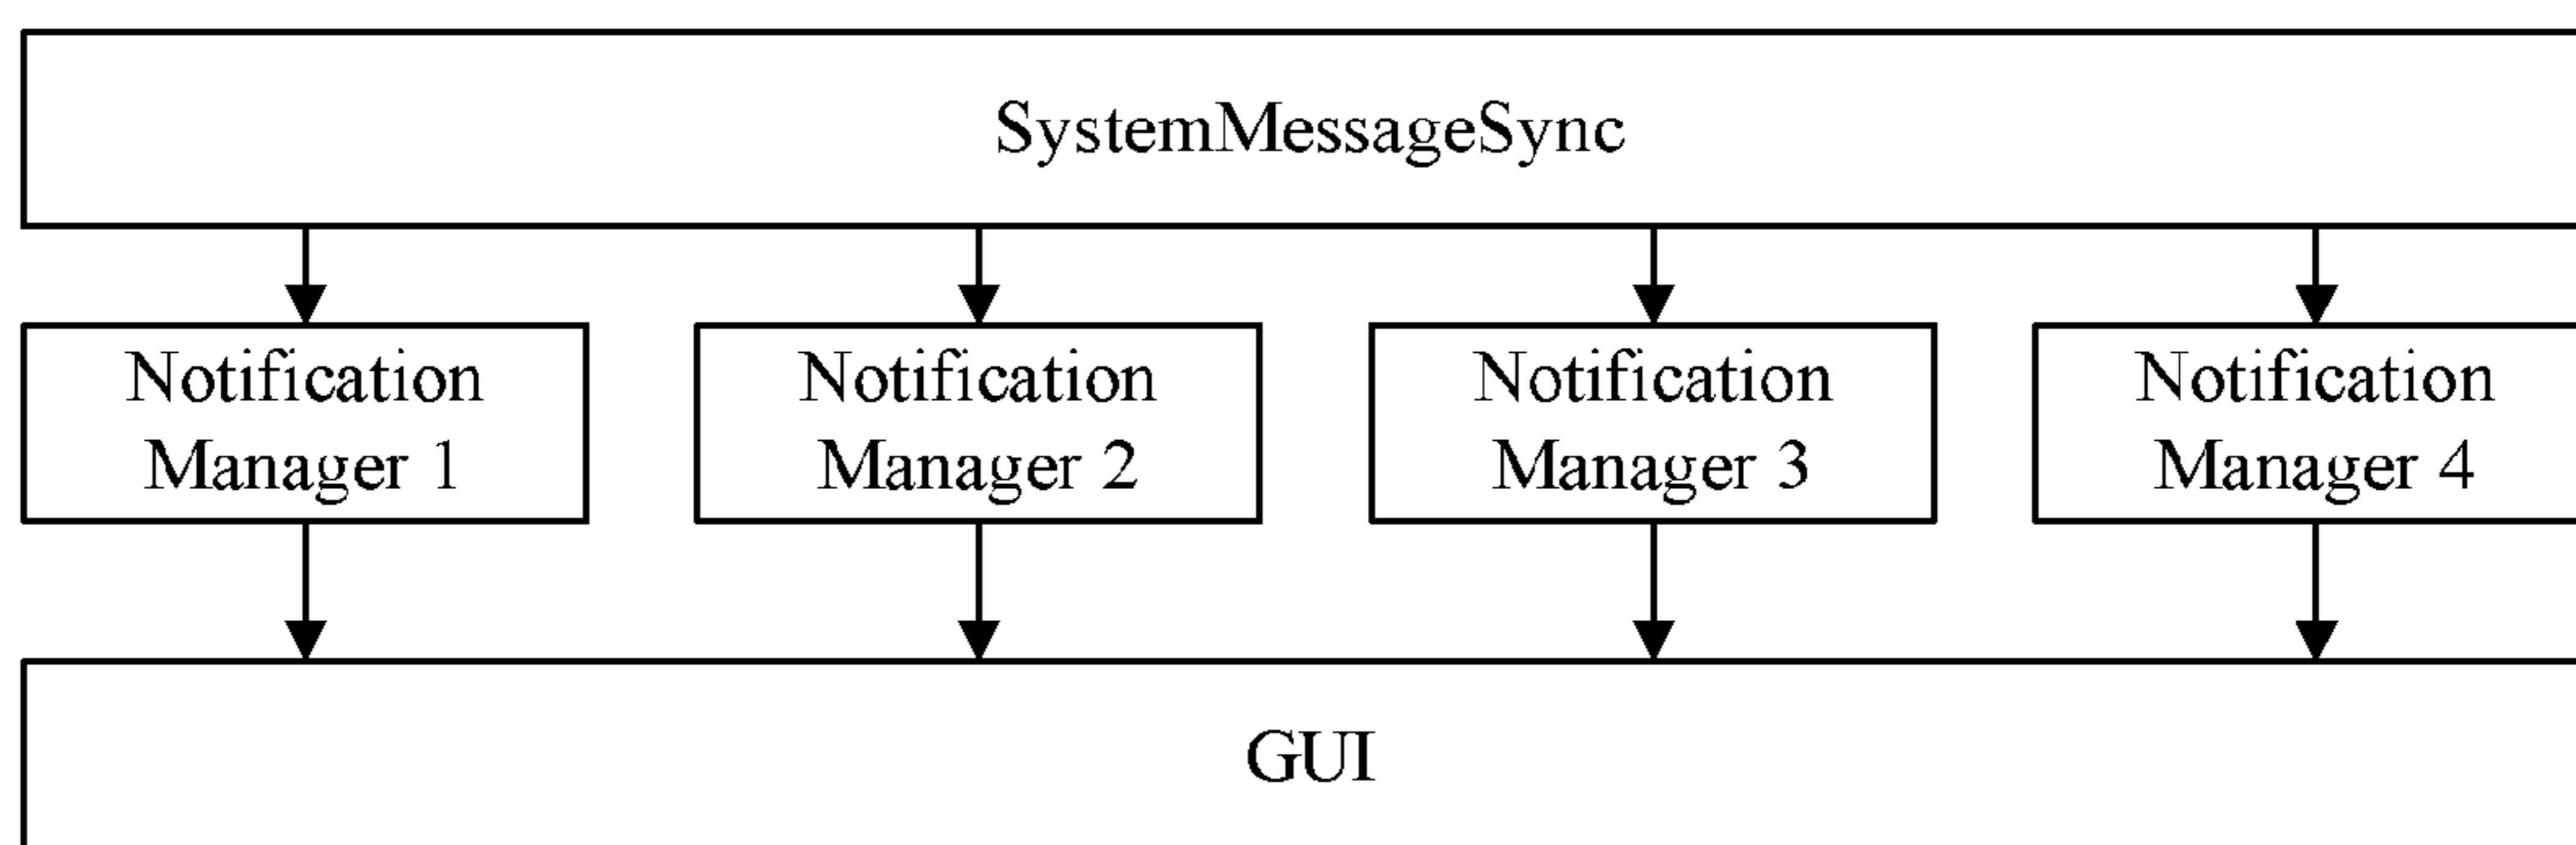 SystemMessageSync
Notification
Manager 1
Notification
Manager 2
Notification
Manager 3
Notification
Manager 4
GUI